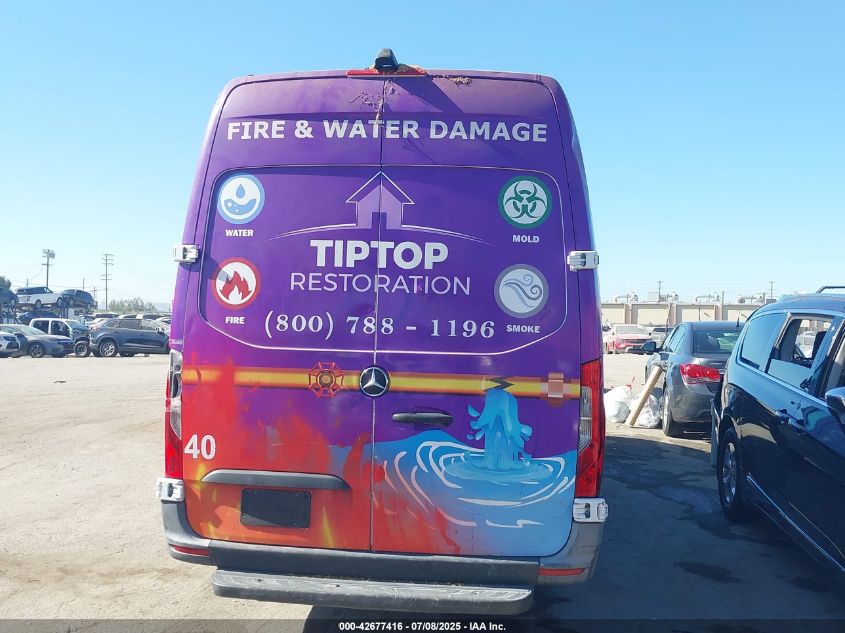 FIRE & WATER DAMAGE
WATER
MOLD
TIPTOP
RESTORATION
FIRE
SMOKE
(800) 788 - 1196
40
000-42677416 - 07/08/2025 - IAA Inc.